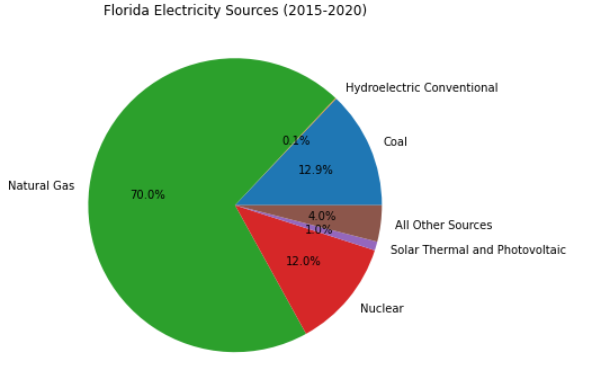 Florida Electricity Sources (2015-2020)
Hydroelectric Conventional
0.1%
Coal
12.9%
Natural Gas
70.0%
4.0%
All Other Sources
1.0%
Solar Thermal and Photovoltaic
12.0%
Nuclear